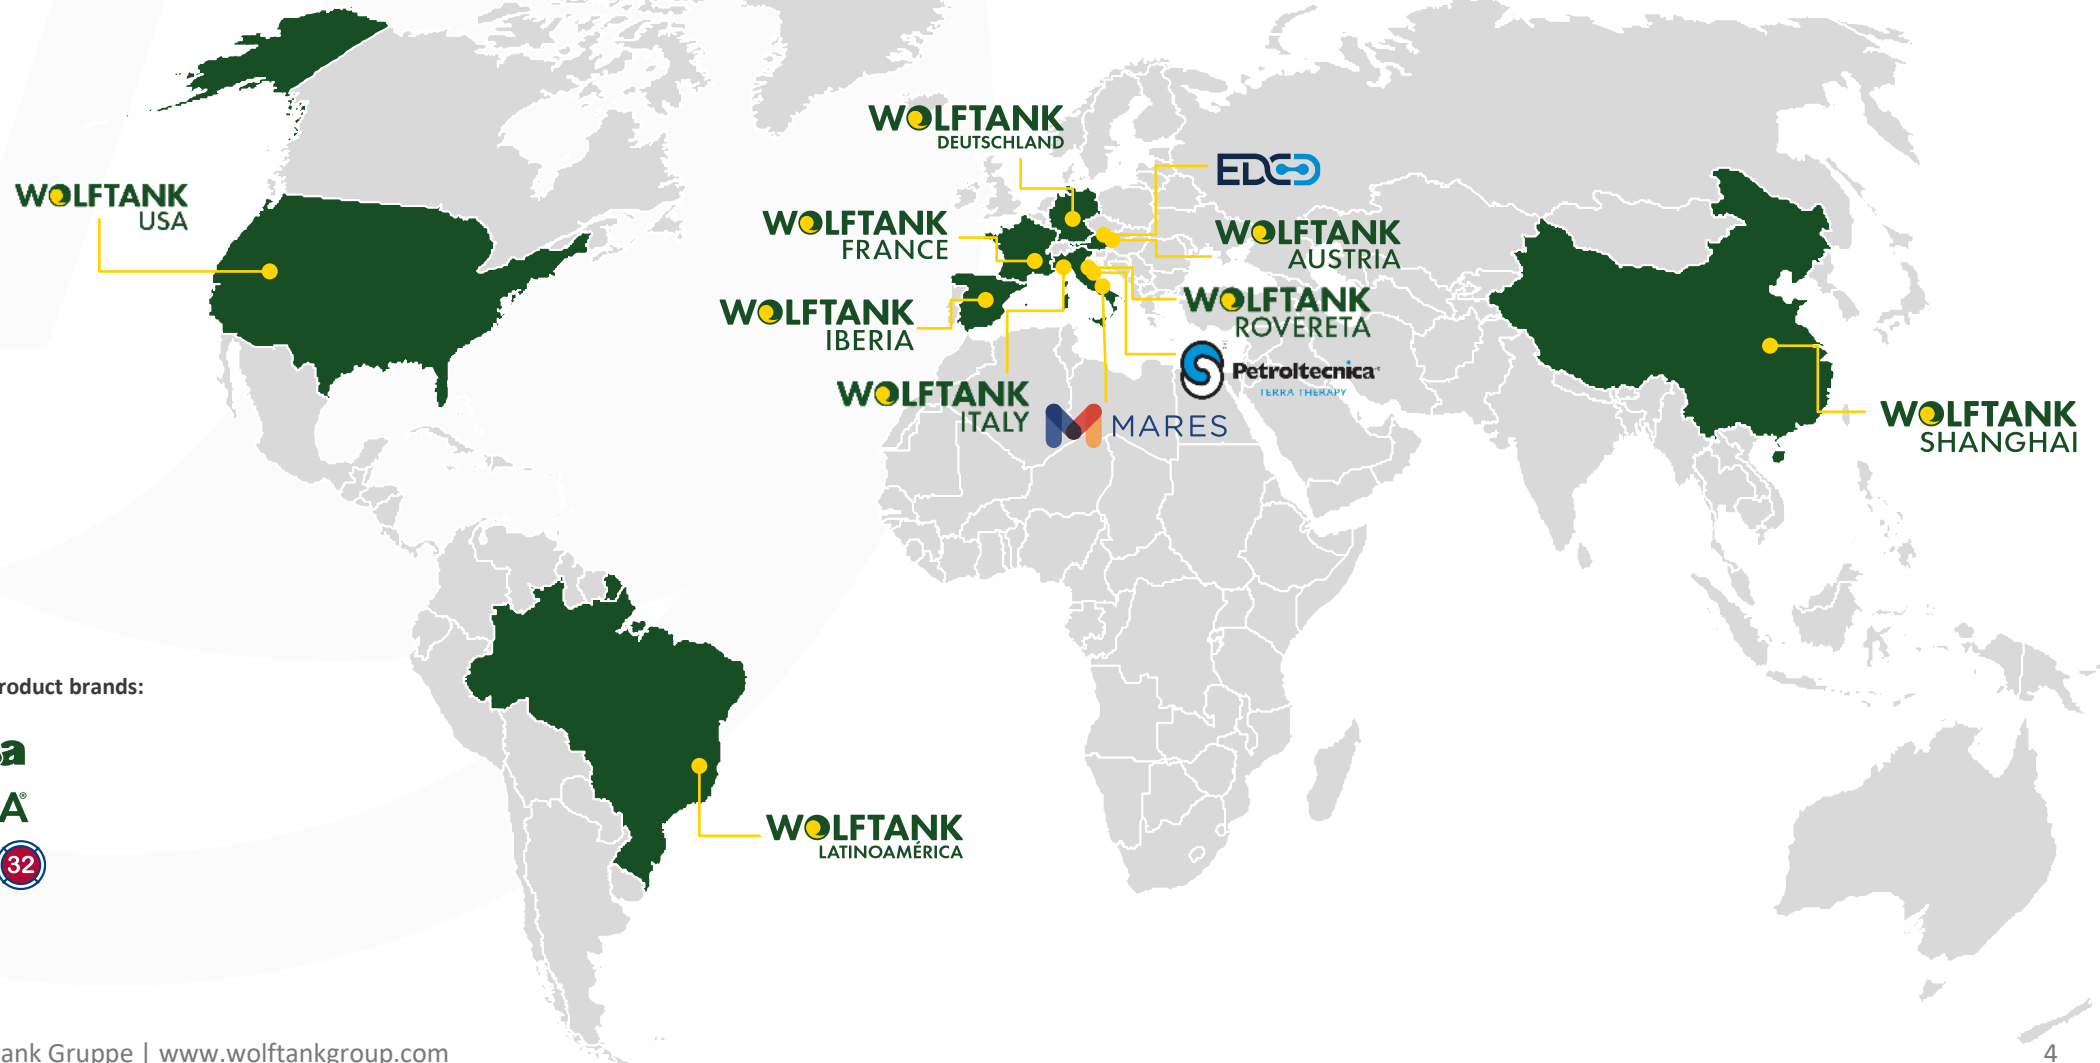 WOLFTANK
DEUTSCHLAND
EDC
WOLFTANK
USA
WOLFTANK
FRANCE
WOLFTANK
AUSTRIA
WOLFTANK
IBERIA
WOLFTANK
ROVERETA
Petroltecnica
TERRA THERAPY
WOLFTANK
ITALY
MARES
WOLFTANK
SHANGHAI
roduct brands:
a
A®
32
WOLFTANK
LATINOAMÉRICA
ank Gruppe | www.wolftankgroup.com
4